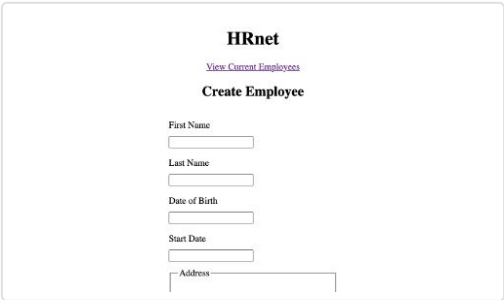 HRnet
View Current Employees
Create Employee
First Name
Last Name
Date of Birth
Start Date
Address